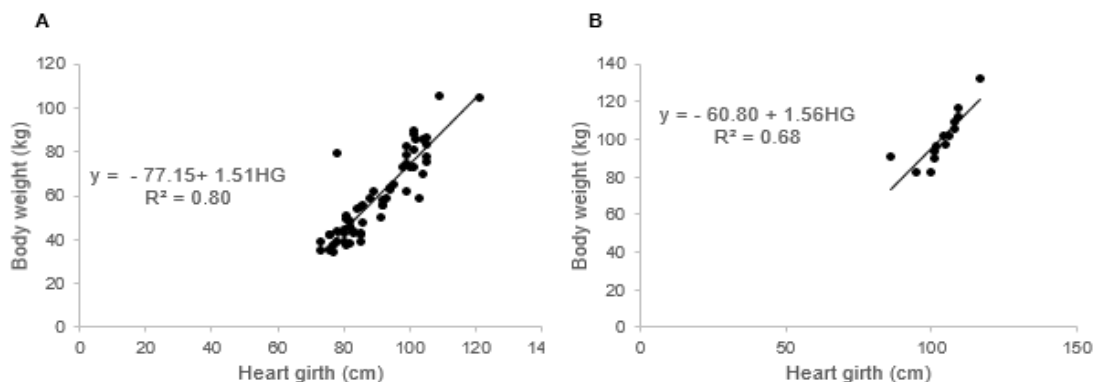 A
120
100
80
60
40
20
0
Body weight (kg)
y = - 77.15+ 1.51HG
R² = 0.80
0 20 40 60 80 100 120 14
Heart girth (cm)
B
140
120
100
80
60
40
20
0
Body weight (kg)
y = - 60.80 + 1.56HG
R² = 0.68
0 50 100 150
Heart girth (cm)